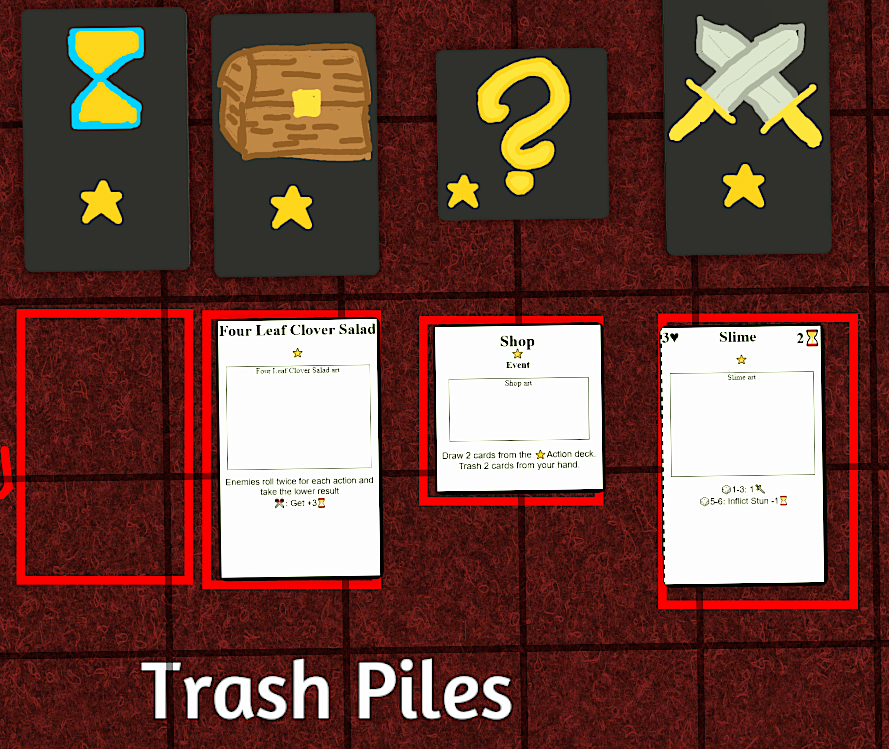 Four Leaf Clover Salad
Four Leaf Clover Salad art
Enemies roll twice for each action and
take the lower result
: Get +3
Shop
Event
Shop art
Draw 2 cards from the Action deck.
Trash 2 cards from your hand.
3♥ Slime 2
Slime art
1-3: 1
5-6: Inflict Stun -1
Trash Piles